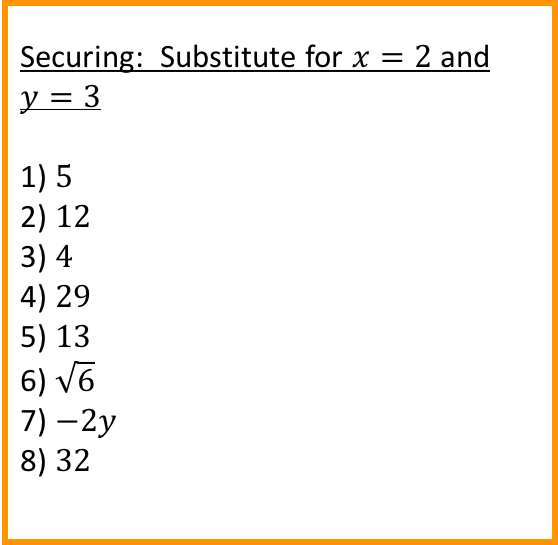 Securing:  Substitute for 𝑥 = 2 and
𝑦 = 3
1) 5
2) 12
3) 4
4) 29
5) 13
6) √6
7) −2𝑦
8) 32